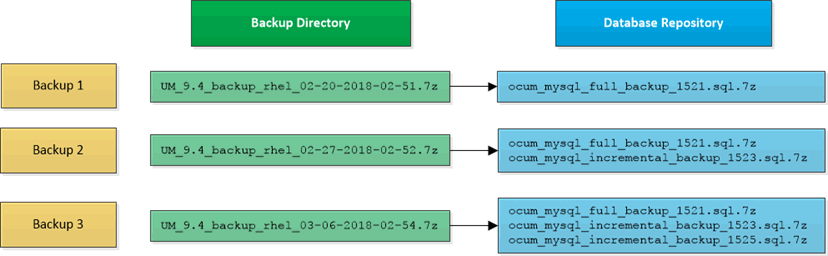 Backup Directory
Database Repository
Backup 1
UM_9.4_backup_rhel_02-20-2018-02-51.7z
ocum_mysql_full_backup_1521.sql.7z
Backup 2
UM_9.4_backup_rhel_02-27-2018-02-52.7z
ocum_mysql_full_backup_1521.sql.7z
ocum_mysql_incremental_backup_1523.sql.7z
Backup 3
UM_9.4_backup_rhel_03-06-2018-02-54.7z
ocum_mysql_full_backup_1521.sql.7z
ocum_mysql_incremental_backup_1523.sql.7z
ocum_mysql_incremental_backup_1525.sql.7z